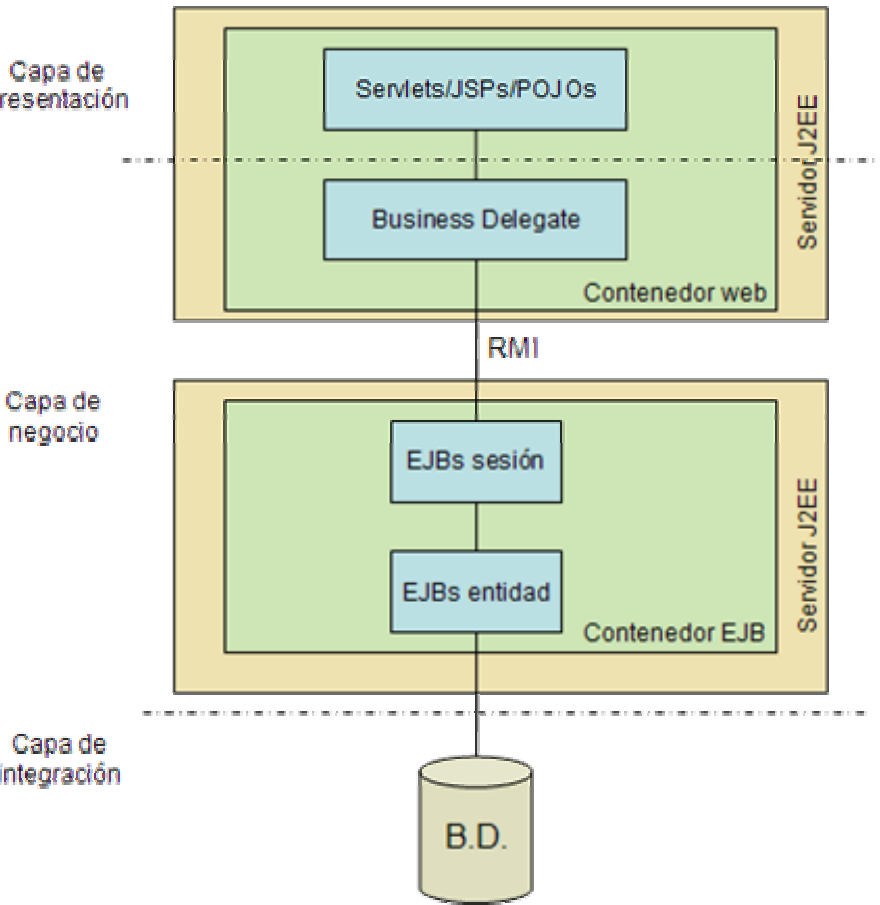 Capa de
resentación
Servlets/JSPs/POJOs
Servidor J2EE
Business Delegate
Contenedor web
RMI
Capa de
negocio
EJBs sesión
Servidor J2EE
EJBs entidad
Contenedor EJB
Capa de
integración
B.D.